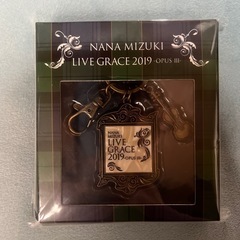 NANA MIZUKI
LIVE GRACE 2019 -OPUS III-
NANA
MIZUKI
LIVE
GRACE
2019 -OPUS III-